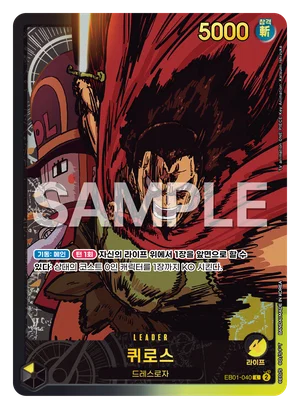 5000
참격
斬
SAMPLE
기동:메인 턴 1회 자신의 라이프 위에서 1장을 앞면으로 할 수
있다: 상대의 코스트 0인 캐릭터를 1장까지 KO 시킨다.
LEADER
퀴로스
드레스로자
라이프
EB01-040 L
2